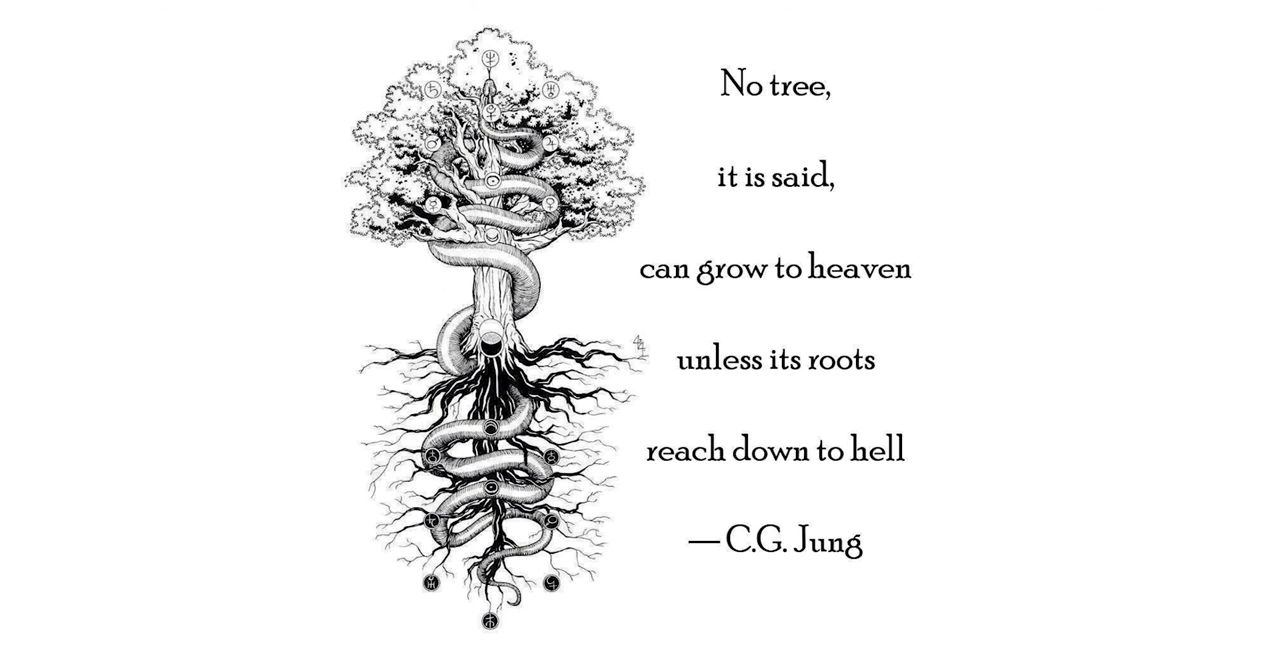 No tree,
it is said,
can grow to heaven
unless its roots
reach down to hell
— C.G. Jung